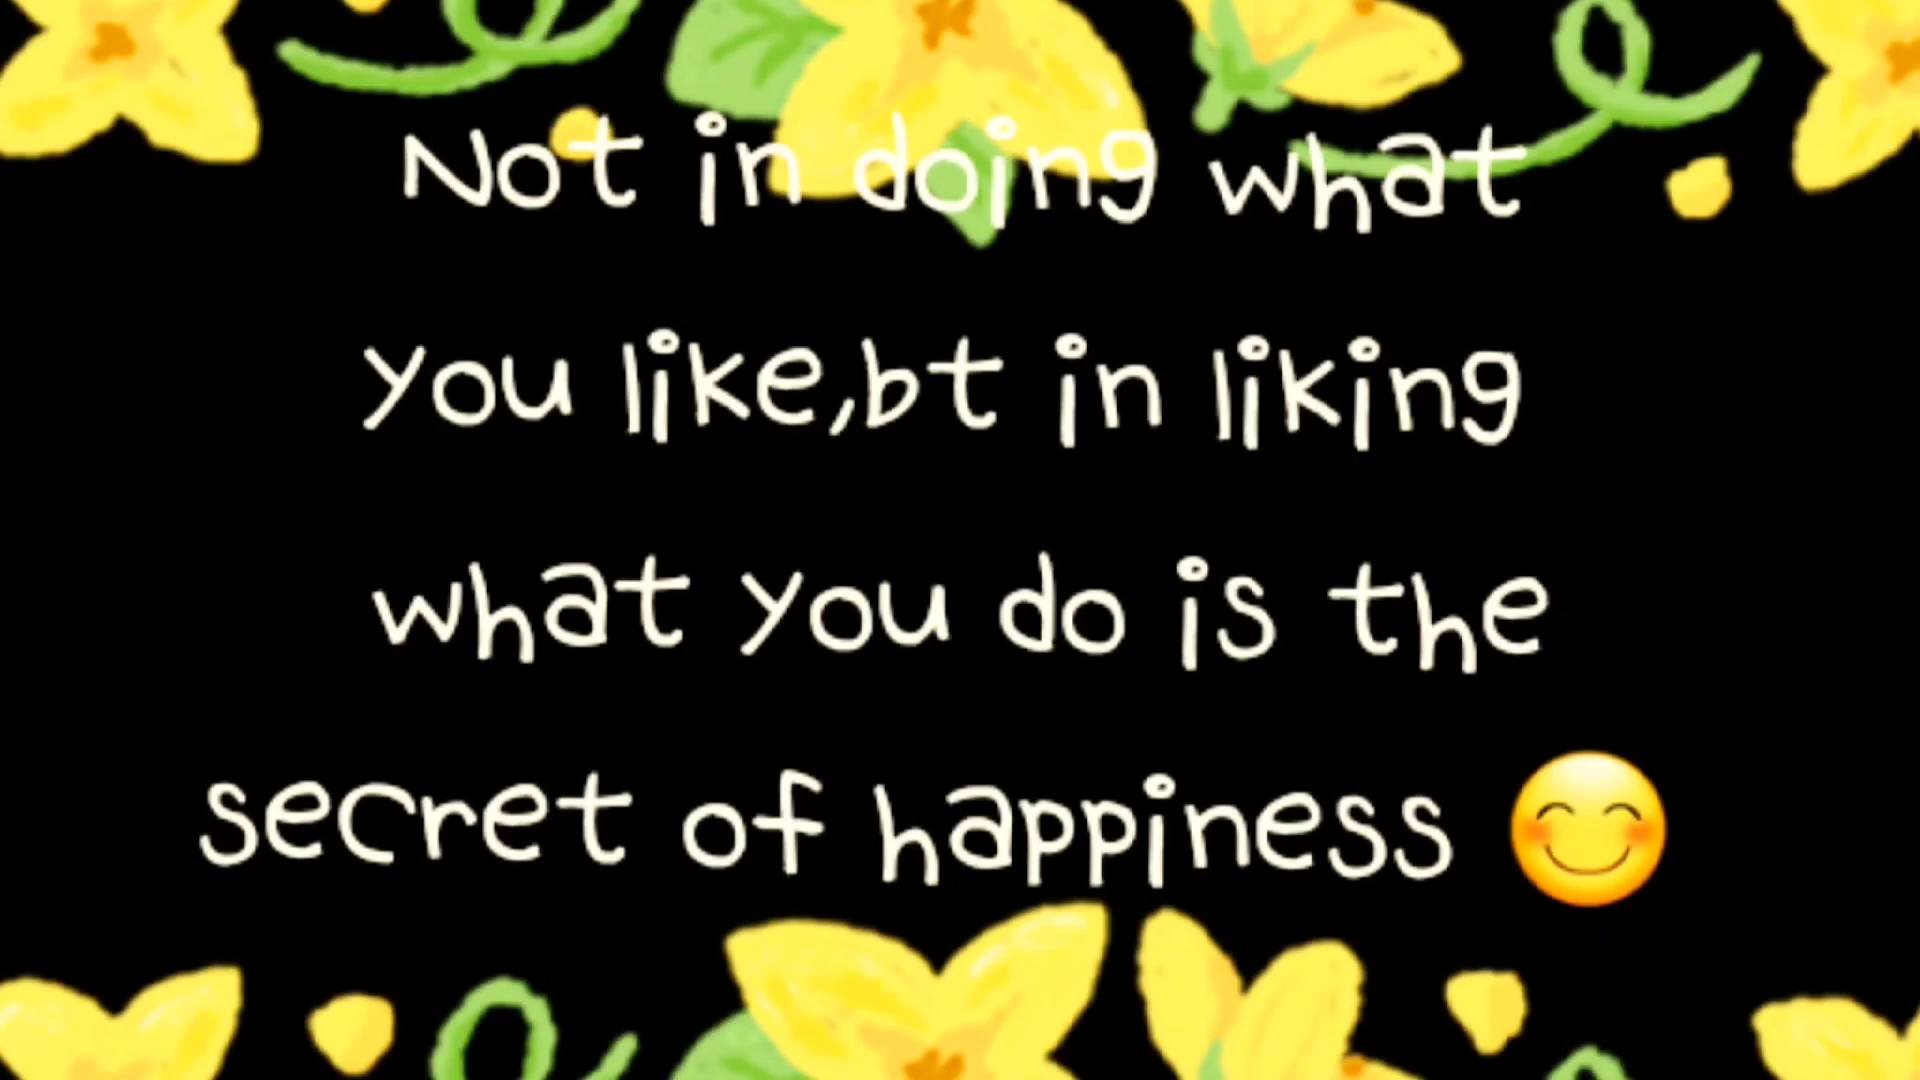 Not in doing what
you like,bt in liking
what you do is the
secret of happiness 😊